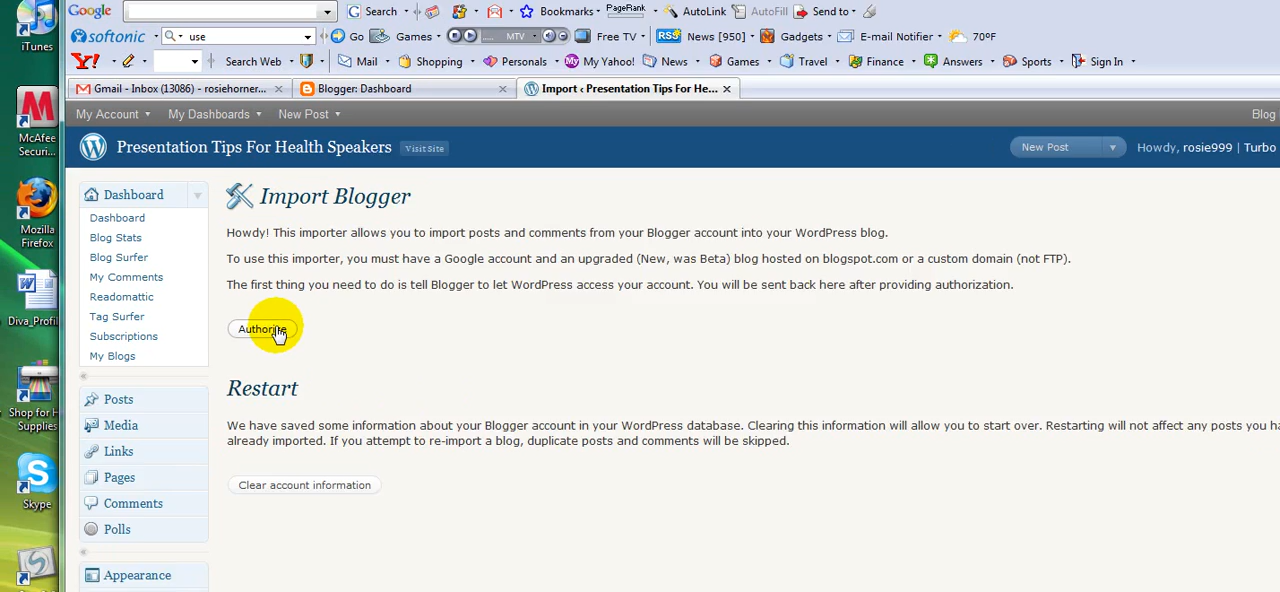 iTunes
McAfee
Securi...
Mozilla
Firefox
Diva_Profil
Shop for H
Supplies
Skype
Google
Search
Bookmarks
PageRank
AutoLink
AutoFill
Send to
softonic
use
Go
Games
MTV
Free TV
RSS
News [950]
Gadgets
E-mail Notifier
70ºF
Y!
Search Web
Mail
Shopping
Personals
My Yahoo!
News
Games
Travel
Finance
Answers
Sports
Sign In
Gmail - Inbox (13086) - rosiehorner...
Blogger: Dashboard
Import ‹ Presentation Tips For He...
My Account
My Dashboards
New Post
Blog
Presentation Tips For Health Speakers
Visit Site
New Post
Howdy, rosie999 | Turbo
Dashboard
Dashboard
Blog Stats
Blog Surfer
My Comments
Readomattic
Tag Surfer
Subscriptions
My Blogs
Posts
Media
Links
Pages
Comments
Polls
Appearance
Import Blogger
Howdy! This importer allows you to import posts and comments from your Blogger account into your WordPress blog.
To use this importer, you must have a Google account and an upgraded (New, was Beta) blog hosted on blogspot.com or a custom domain (not FTP).
The first thing you need to do is tell Blogger to let WordPress access your account. You will be sent back here after providing authorization.
Authorize
Restart
We have saved some information about your Blogger account in your WordPress database. Clearing this information will allow you to start over. Restarting will not affect any posts you ha
already imported. If you attempt to re-import a blog, duplicate posts and comments will be skipped.
Clear account information